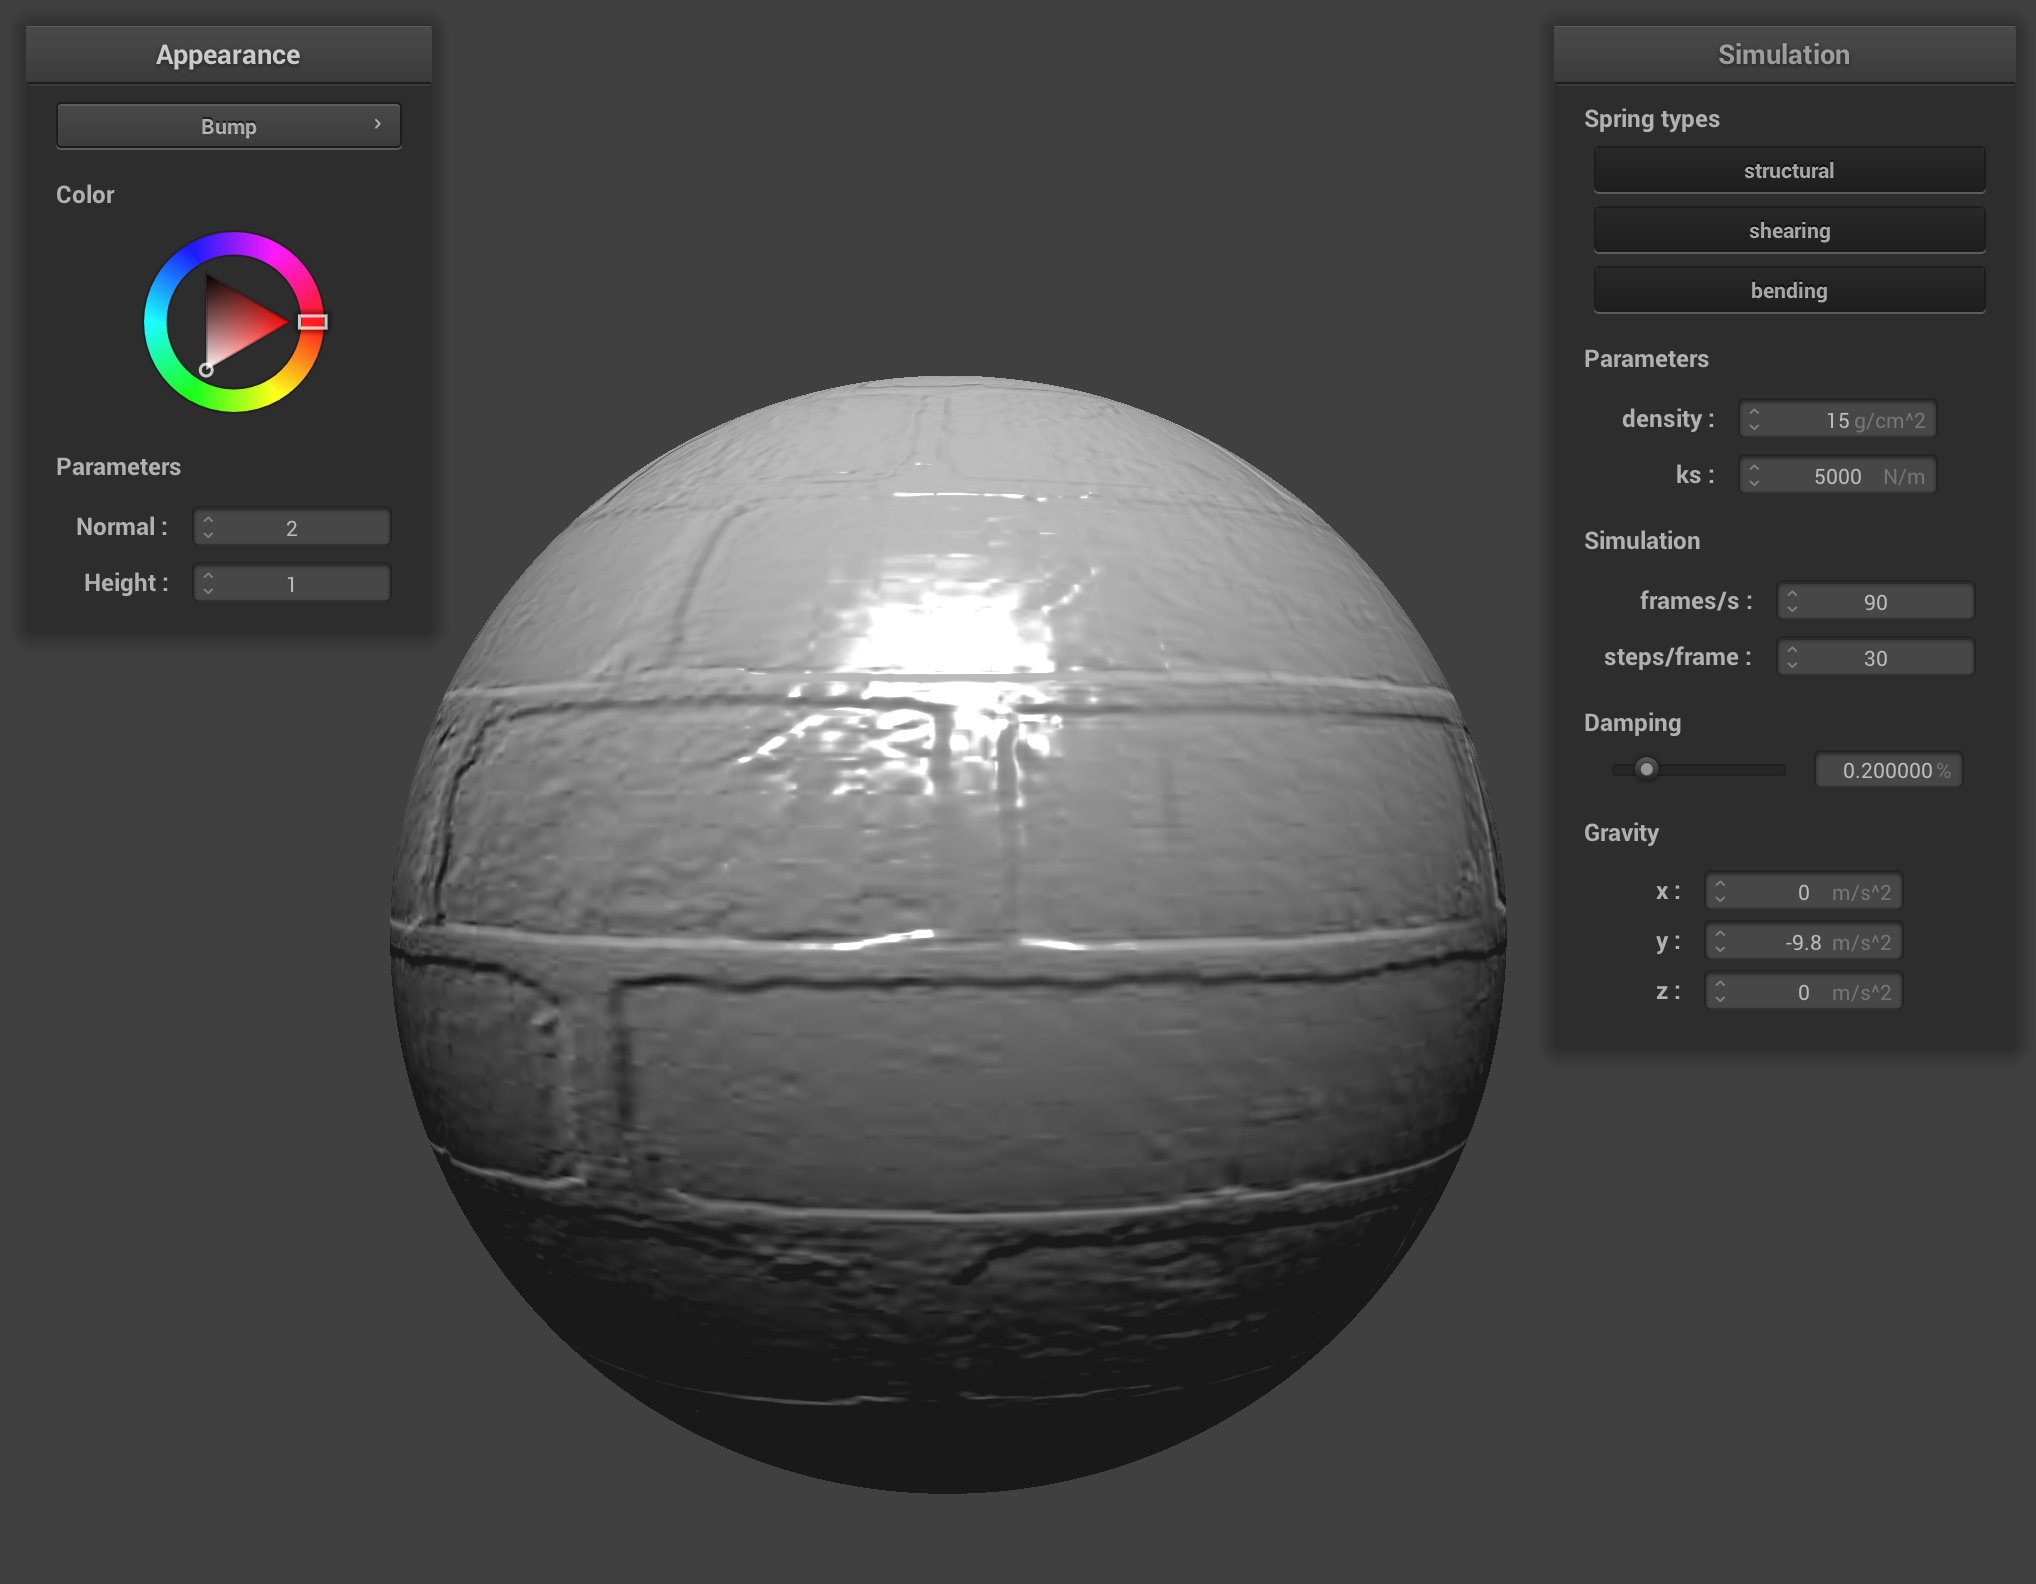 Appearance
Bump
Color
Parameters
Normal : 2
Height : 1
Simulation
Spring types
structural
shearing
bending
Parameters
density : 15 g/cm^2
ks : 5000 N/m
Simulation
frames/s : 90
steps/frame : 30
Damping
0.200000 %
Gravity
x : 0 m/s^2
y : -9.8 m/s^2
z : 0 m/s^2